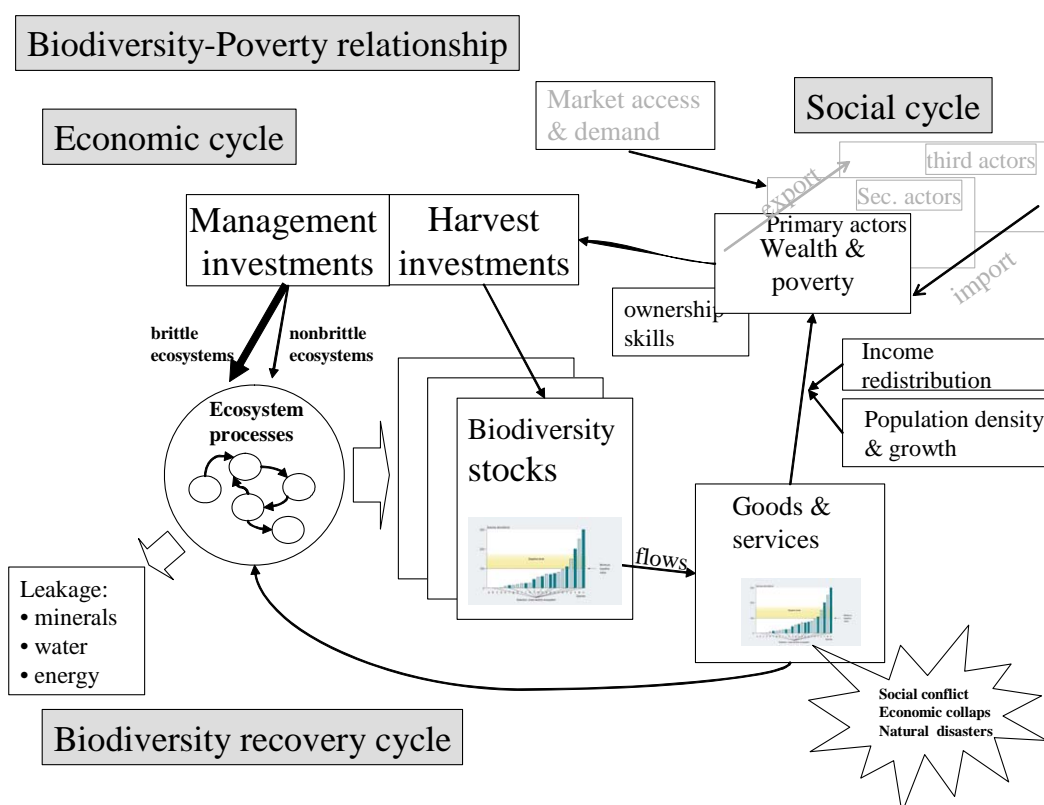 Biodiversity-Poverty relationship
Market access
& demand
Social cycle
Economic cycle
third actors
Sec. actors
export
import
Management
investments
Harvest
investments
Primary actors
Wealth &
poverty
ownership
skills
brittle
ecosystems
nonbrittle
ecosystems
Income
redistribution
Population density
& growth
Ecosystem
processes
Biodiversity
stocks
Goods &
services
flows
Leakage:
• minerals
• water
• energy
Social conflict
Economic collaps
Natural disasters
Biodiversity recovery cycle